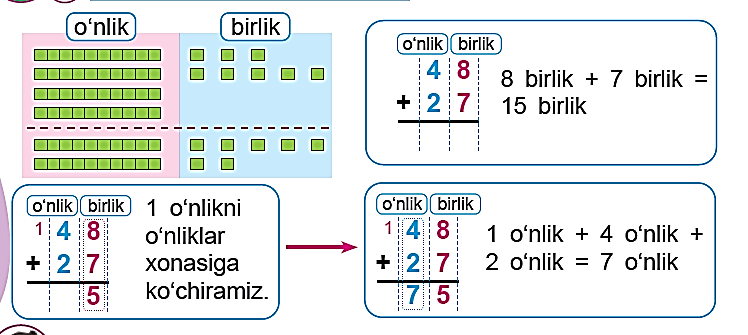 o‘nlik birlik
o‘nlik birlik
4 8
+ 2 7
8 birlik + 7 birlik =
15 birlik
o‘nlik birlik
1 4 8
+ 2 7
5
1 o‘nlikni
o‘nliklar
xonasiga
ko‘chiramiz.
o‘nlik birlik
1 4 8
+ 2 7
7 5
1 o‘nlik + 4 o‘nlik +
2 o‘nlik = 7 o‘nlik